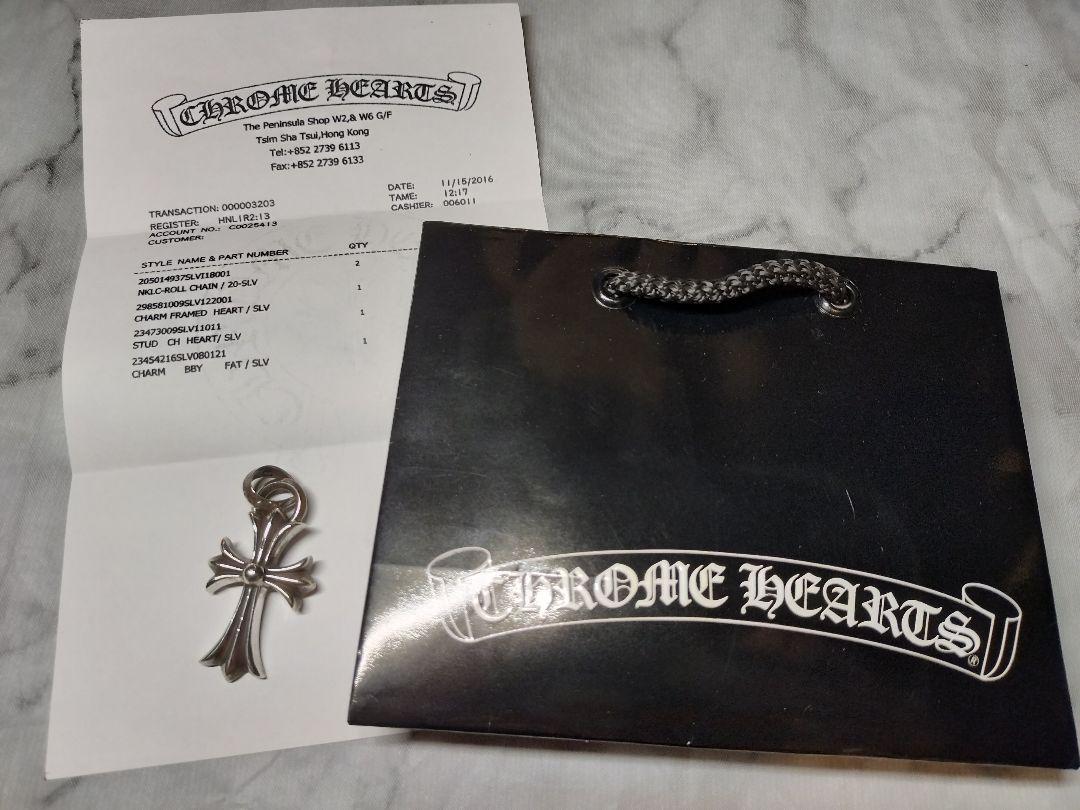 CHROME HEARTS
The Peninsula Shop W2,& W6 G/F
Tsim Sha Tsui,Hong Kong
Tel:+852 2739 6113
Fax:+852 2739 6133
DATE: 11/15/2016
TAME: 12:17
CASHIER: 006011
TRANSACTION: 000003203
REGISTER: HNL1R2:13
ACCOUNT NO.: C0025413
CUSTOMER:
STYLE NAME & PART NUMBER QTY
205014937SLVI18001 2
NKLC-ROLL CHAIN / 20-SLV
298581009SLV122001 1
CHARM FRAMED HEART / SLV
23473009SLV11011 1
STUD CH HEART/ SLV
23454216SLV080121 1
CHARM BBY FAT / SLV
CHROME HEARTS®